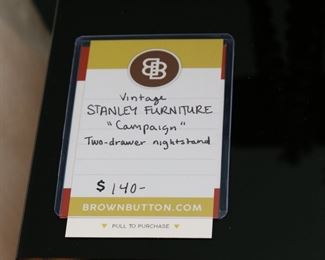 BB
Vintage
STANLEY FURNITURE
"Campaign"
Two-drawer nightstand
$140-
BROWNBUTTON.COM
PULL TO PURCHASE